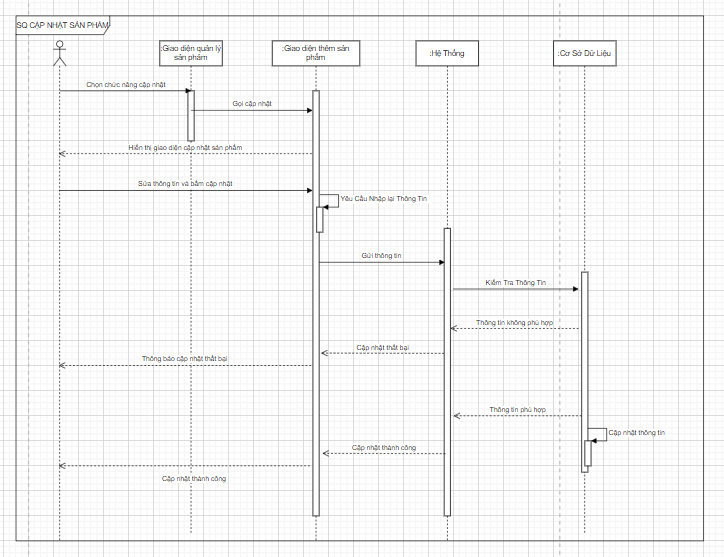 SQ CẬP NHẬT SẢN PHẨM
:Giao diện quản lý
sản phẩm
:Giao diện thêm sản
phẩm
:Hệ Thống
:Cơ Sở Dữ Liệu
Chọn chức năng cập nhật
Gọi cập nhật
Hiển thị giao diện cập nhật sản phẩm
Sửa thông tin và bấm cập nhật
Yêu Cầu Nhập lại Thông Tin
Gửi thông tin
Kiểm Tra Thông Tin
Thông tin không phù hợp
Cập nhật thất bại
Thông báo cập nhật thất bại
Thông tin phù hợp
Cập nhật thông tin
Cập nhật thành công
Cập nhật thành công